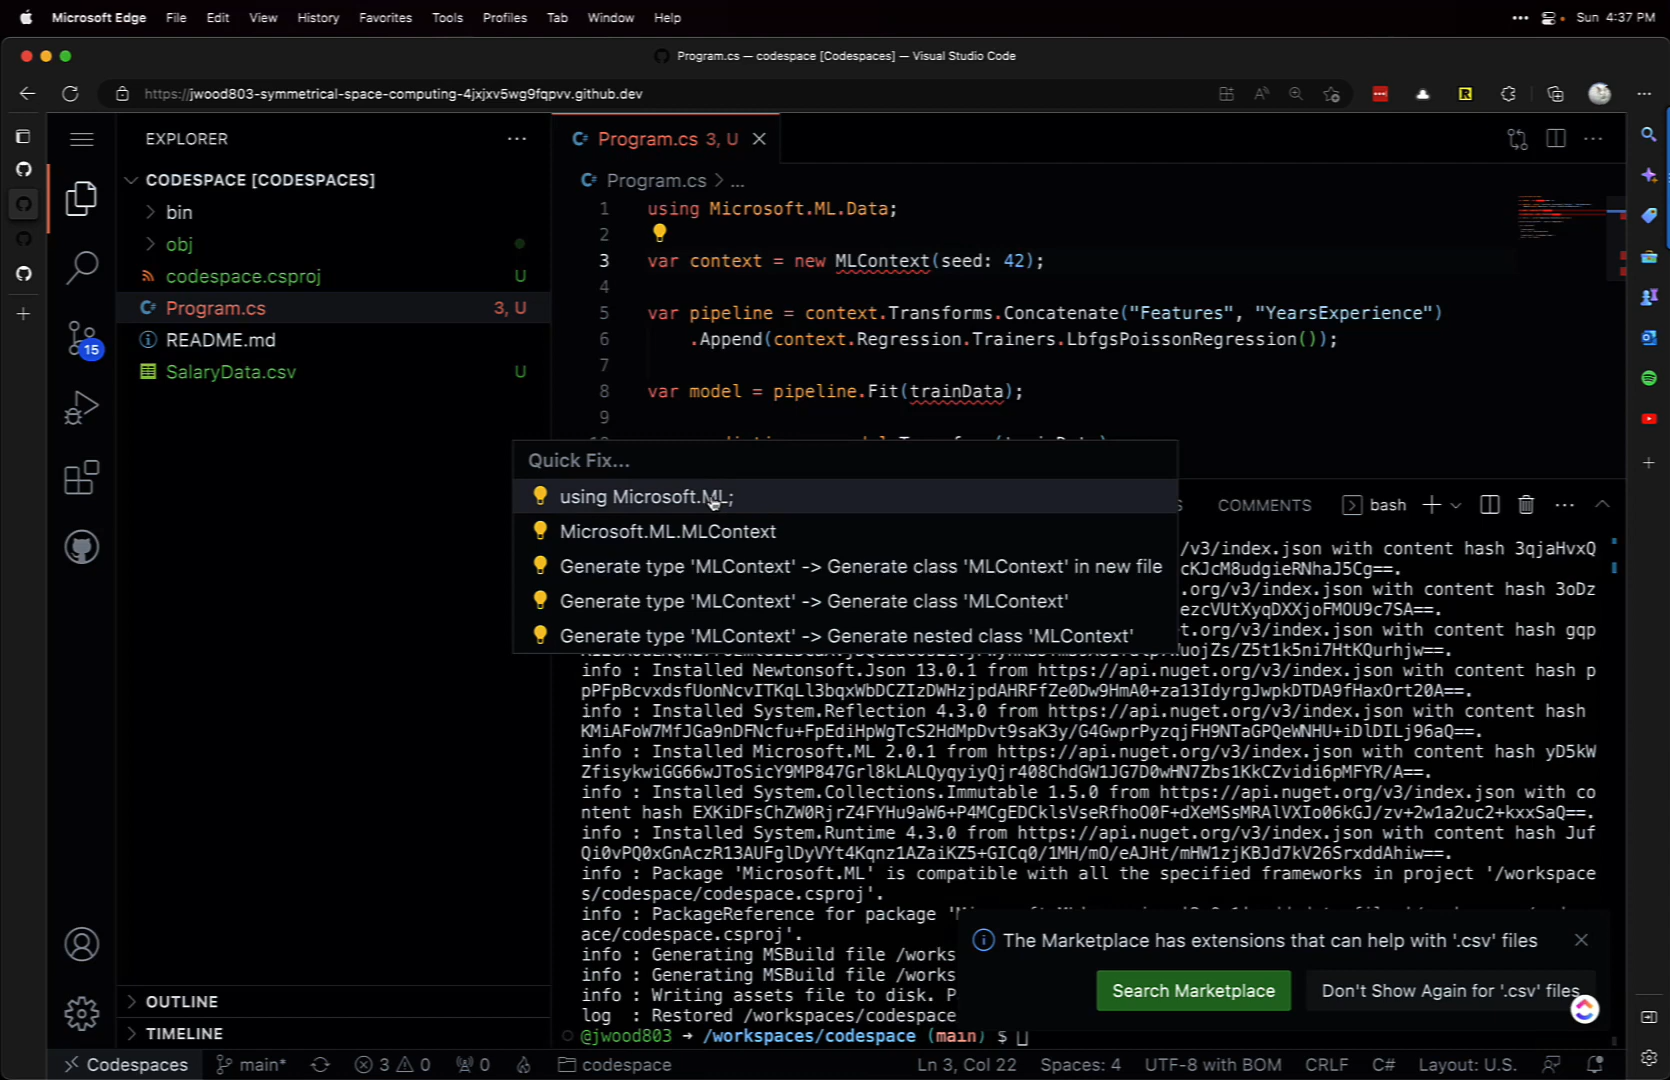 Microsoft Edge File Edit View History Favorites Tools Profiles Tab Window Help Sun 4:37 PM
Program.cs — codespace [Codespaces] — Visual Studio Code
https://jwood803-symmetrical-space-computing-4jxjxv5wg9fqpvv.github.dev
EXPLORER
CODESPACE [CODESPACES]
bin
obj
codespace.csproj U
Program.cs 3, U
README.md
SalaryData.csv U
15
OUTLINE
TIMELINE
Program.cs 3, U
Program.cs > ...
1 using Microsoft.ML.Data;
2
3 var context = new MLContext(seed: 42);
4
5 var pipeline = context.Transforms.Concatenate("Features", "YearsExperience")
6 .Append(context.Regression.Trainers.LbfgsPoissonRegression());
7
8 var model = pipeline.Fit(trainData);
9
Quick Fix...
using Microsoft.ML;
Microsoft.ML.MLContext
Generate type 'MLContext' -> Generate class 'MLContext' in new file
Generate type 'MLContext' -> Generate class 'MLContext'
Generate type 'MLContext' -> Generate nested class 'MLContext'
COMMENTS bash
/v3/index.json with content hash 3qjaHvxQ
cKJcM8udgieRNhaJ5Cg==.
.org/v3/index.json with content hash 3oDz
ezcVUtXyqDXXjoFMOU9c7SA==.
t.org/v3/index.json with content hash gqp
uojZs/Z5t1k5ni7HtKQurhjw==.
info : Installed Newtonsoft.Json 13.0.1 from https://api.nuget.org/v3/index.json with content hash p
pPFpBcvxdsfUonNcvITKqLl3bqxWbDCZIzDWHzjpdAHRFfZe0Dw9HmA0+za13IdyrgJwpkDTDA9fHaxOrt20A==.
info : Installed System.Reflection 4.3.0 from https://api.nuget.org/v3/index.json with content hash
KMiAFoW7MfJGa9nDFNcfu+FpEdiHpWgTcS2HdMpDvt9saK3y/G4GwprPyzqjFH9NTaGPQeWNHU+iDlDILj96aQ==.
info : Installed Microsoft.ML 2.0.1 from https://api.nuget.org/v3/index.json with content hash yD5kW
ZfisykwiGG66wJToSicY9MP847Grl8kLALQyqyiyQjr408ChdGW1JG7D0wHN7Zbs1KkCZvidi6pMFYR/A==.
info : Installed System.Collections.Immutable 1.5.0 from https://api.nuget.org/v3/index.json with co
ntent hash EXKiDFsChZW0RjrZ4FYHu9aW6+P4MCgEDCklsVseRfhoO0F+dXeMSsMRAlVXIo06kGJ/zv+2w1a2uc2+kxxSaQ==.
info : Installed System.Runtime 4.3.0 from https://api.nuget.org/v3/index.json with content hash Juf
Qi0vPQ0xGnAczR13AUFglDyVYt4Kqnz1AZaiKZ5+GICq0/1MH/mO/eAJHt/mHW1zjKBJd7kV26SrxddAhiw==.
info : Package 'Microsoft.ML' is compatible with all the specified frameworks in project '/workspace
s/codespace/codespace.csproj'.
info : PackageReference for package
ace/codespace.csproj'.
info : Generating MSBuild file /works
info : Generating MSBuild file /works
info : Writing assets file to disk. P
log : Restored /workspaces/codespace
@jwood803 → /workspaces/codespace (main) $
The Marketplace has extensions that can help with '.csv' files
Search Marketplace Don't Show Again for '.csv' files
Codespaces main* 3 0 0 codespace Ln 3, Col 22 Spaces: 4 UTF-8 with BOM CRLF C# Layout: U.S.